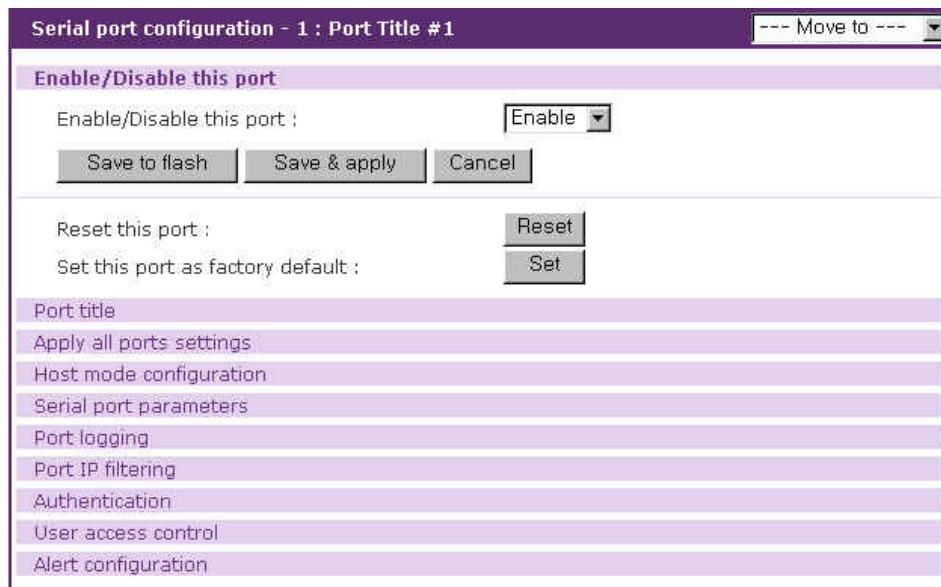 Serial port configuration - 1 : Port Title #1 --- Move to ---
Enable/Disable this port
Enable/Disable this port : Enable
Save to flash Save & apply Cancel
Reset this port : Reset
Set this port as factory default : Set
Port title
Apply all ports settings
Host mode configuration
Serial port parameters
Port logging
Port IP filtering
Authentication
User access control
Alert configuration